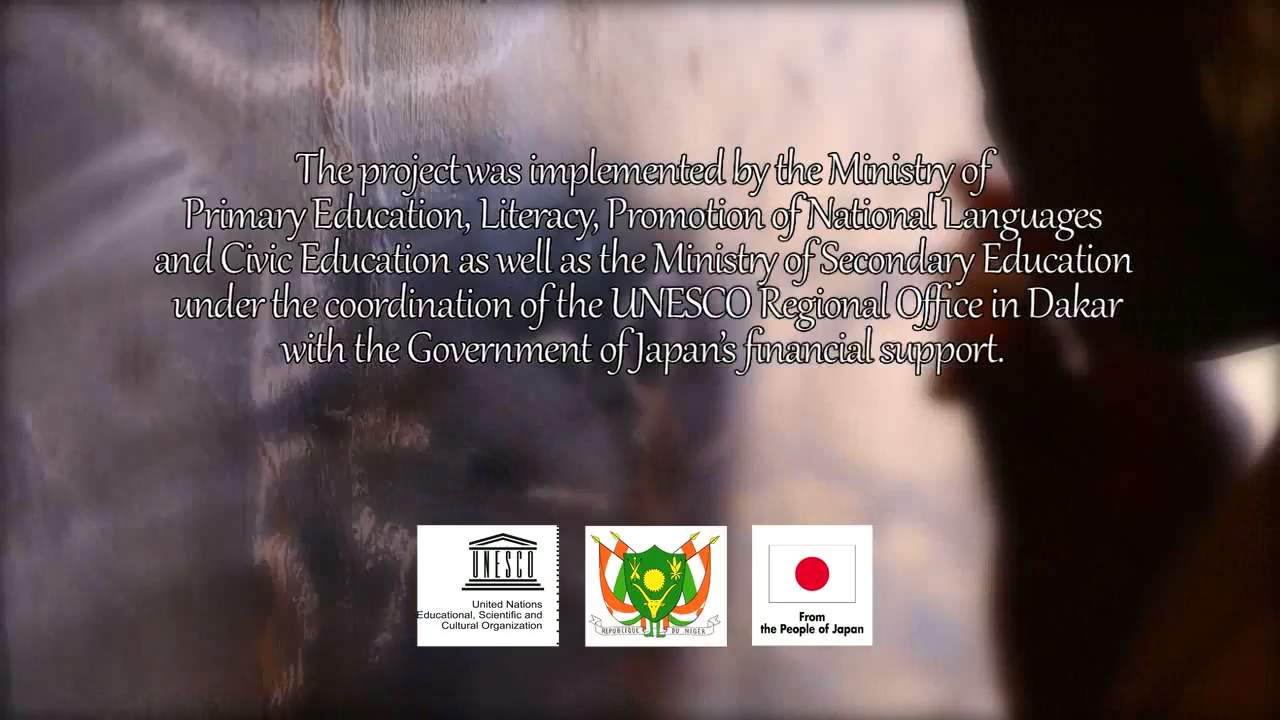 The project was implemented by the Ministry of
Primary Education, Literacy, Promotion of National Languages
and Civic Education as well as the Ministry of Secondary Education
under the coordination of the UNESCO Regional Office in Dakar
with the Government of Japan's financial support.
UNESCO
United Nations
Educational, Scientific and
Cultural Organization
REPUBLIQUE DU NIGER
From
the People of Japan